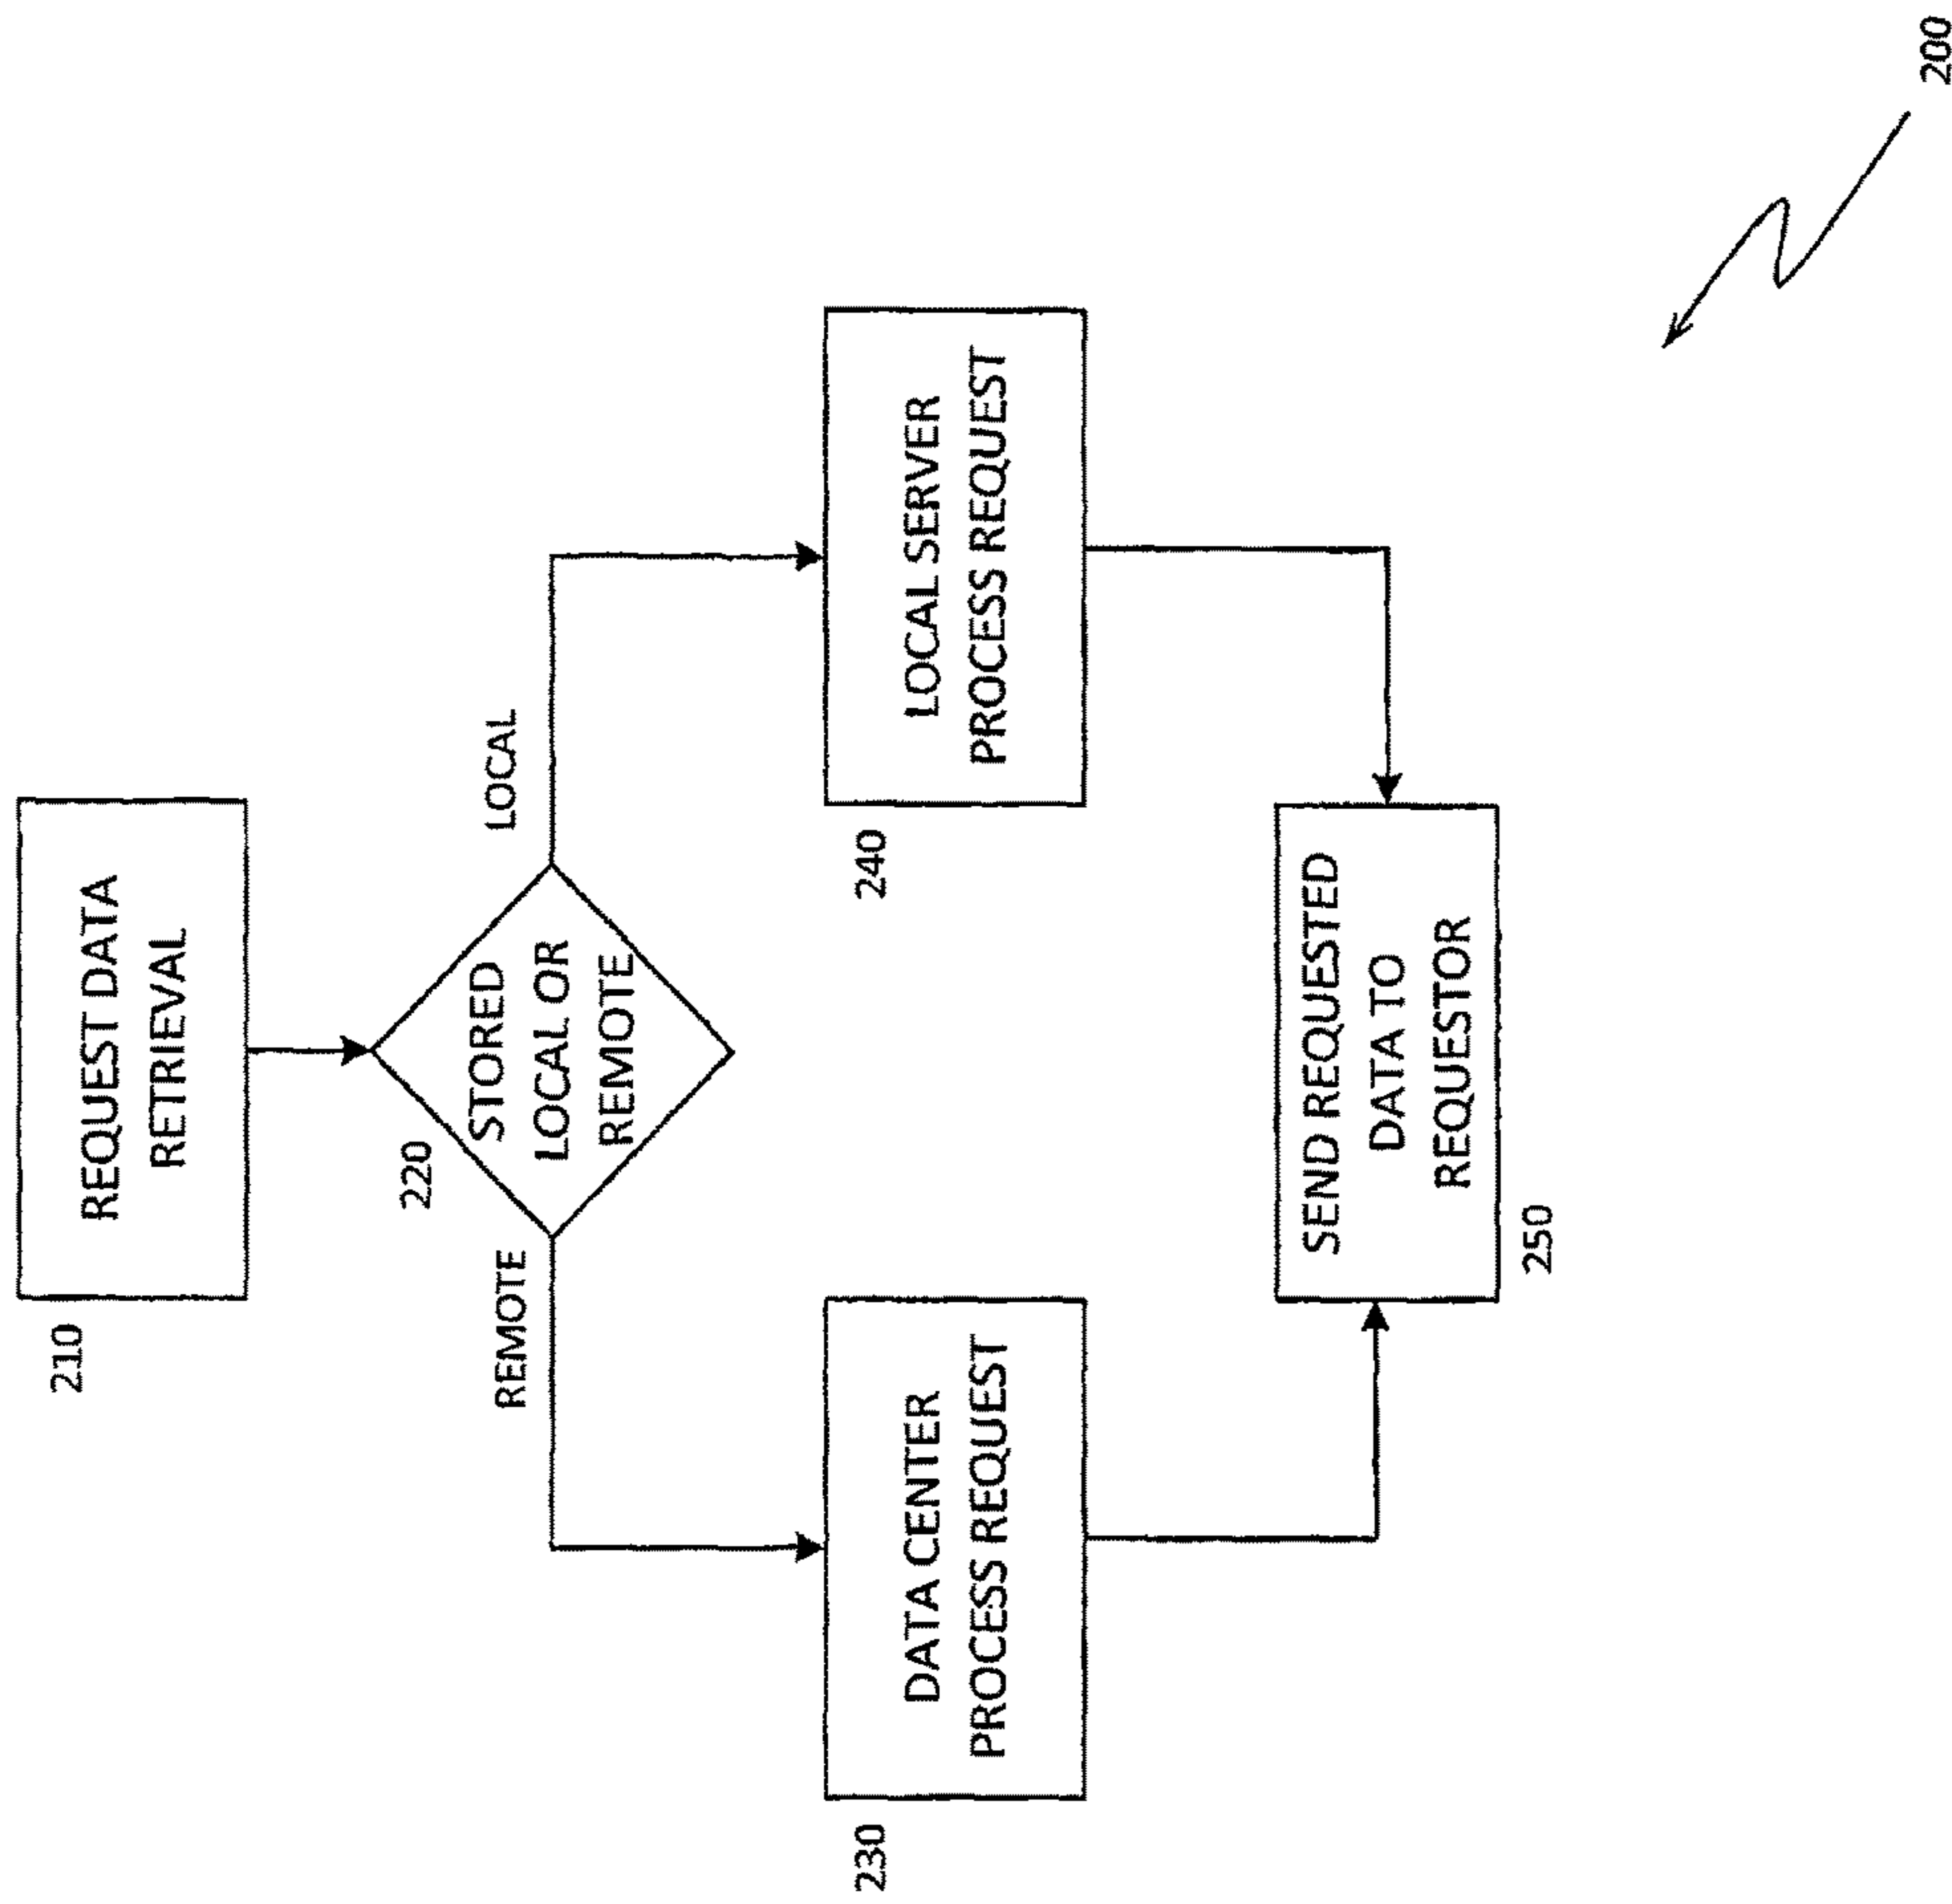 210
REQUEST DATA
RETRIEVAL
220
STORED
LOCAL OR
REMOTE
REMOTE
LOCAL
230
DATA CENTER
PROCESS REQUEST
240
LOCAL SERVER
PROCESS REQUEST
SEND REQUESTED
DATA TO
REQUESTOR
250
200